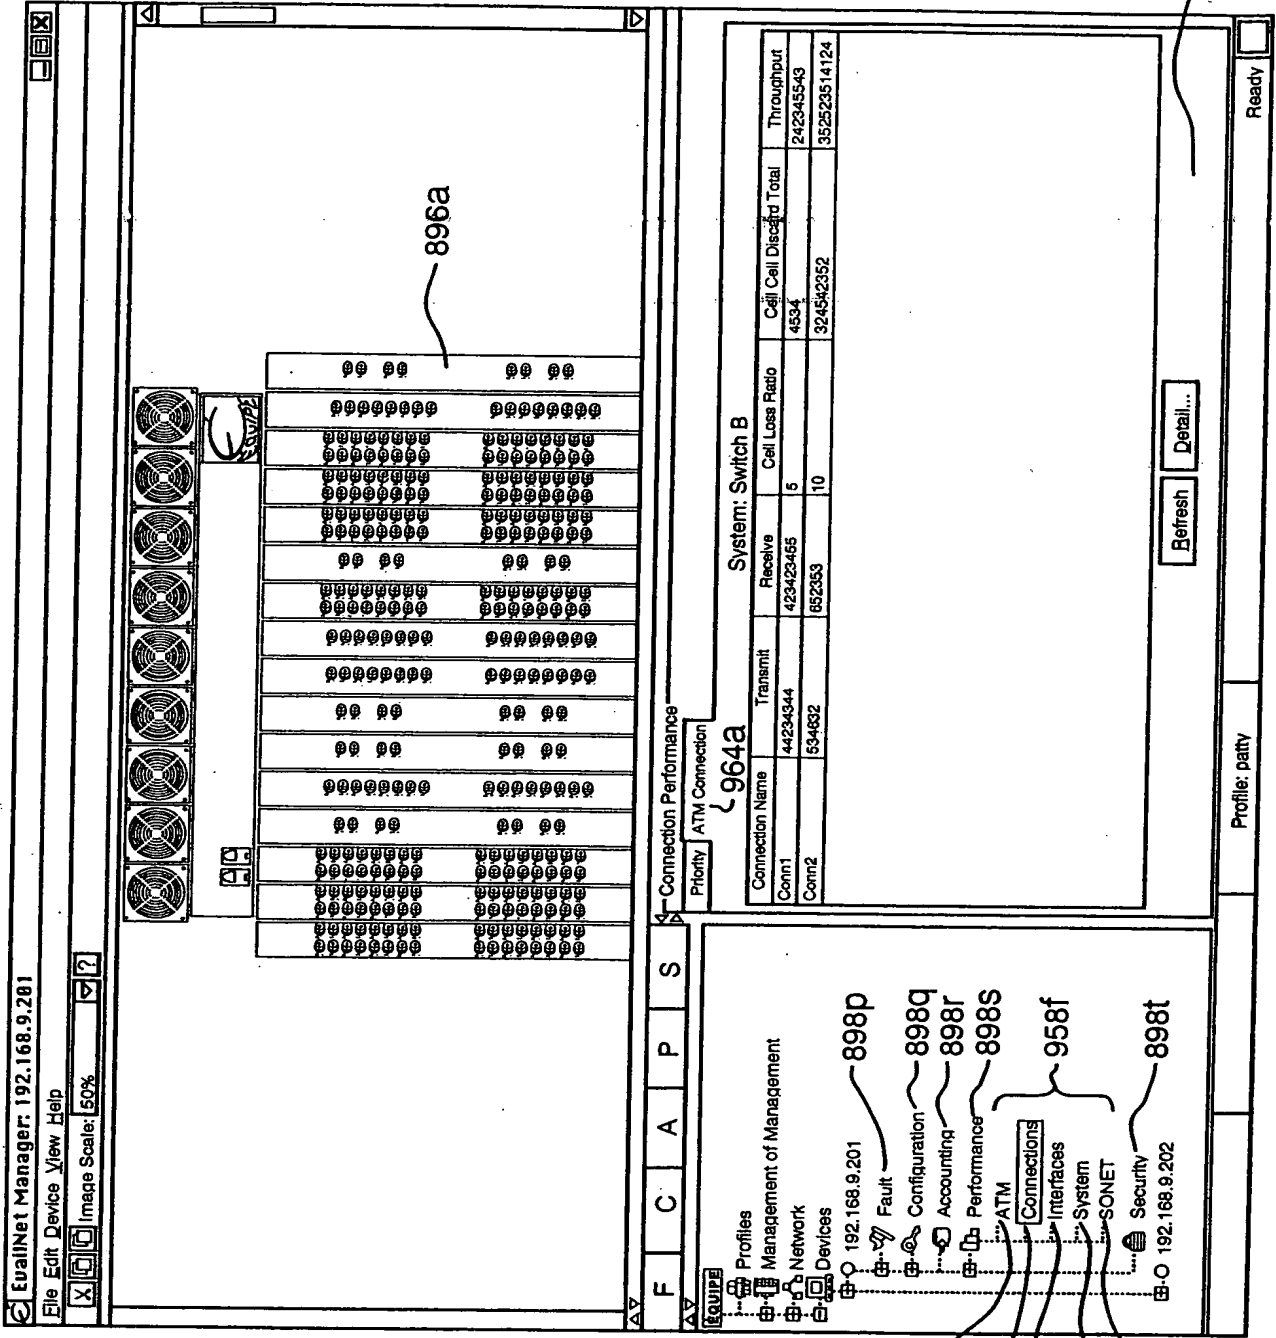 EualNet Manager: 192.168.9.201
File Edit Device View Help
X Image Scale: 50% ?
EQUIPE
896a
F C A P S
EQUIPE
Profiles
Management of Management
Network
Devices
192.168.9.201
Fault
898p
Configuration
898q
Accounting
898r
Performance
898s
ATM
Connections
Interfaces
System
SONET
958f
Security
898t
192.168.9.202
Connection Performance
Priority ATM Connection
964a
System: Switch B
Connection Name Transmit Receive Cell Loss Ratio Cell Cell Discard Total Throughput
Conn1 44234344 423423455 5 4534 242345543
Conn2 534632 652353 10 324542352 352523514124
Refresh Detail...
Profile: patty
Ready